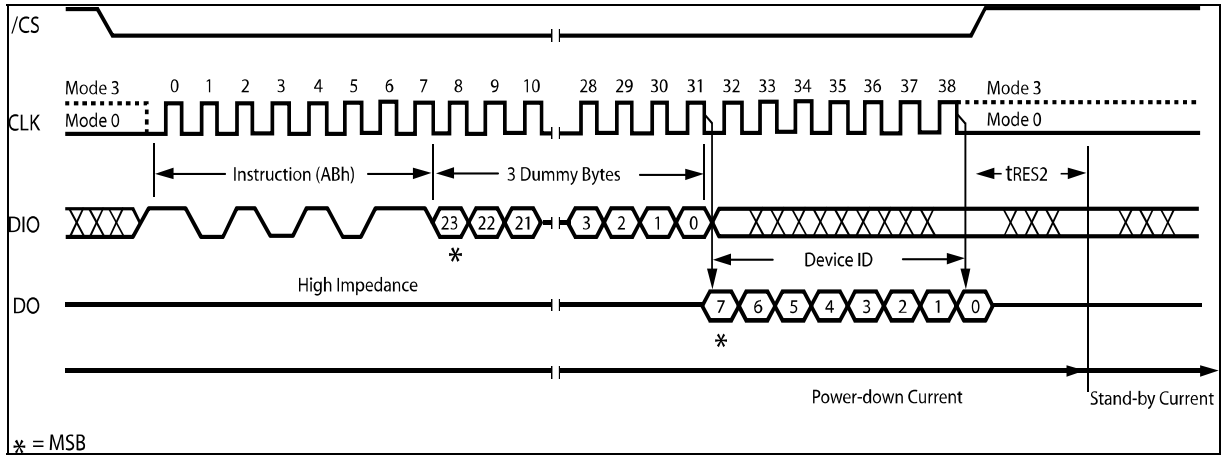 /CS
Mode 3 0 1 2 3 4 5 6 7 8 9 10 28 29 30 31 32 33 34 35 36 37 38 Mode 3
CLK Mode 0 Mode 0
Instruction (ABh) 3 Dummy Bytes tRES2
DIO 23 22 21 3 2 1 0
*
Device ID
High Impedance
DO 7 6 5 4 3 2 1 0
*
Power-down Current Stand-by Current
* = MSB